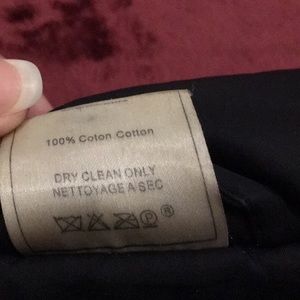 100% Coton Cotton
DRY CLEAN ONLY
NETTOYAGE A SEC
P ®